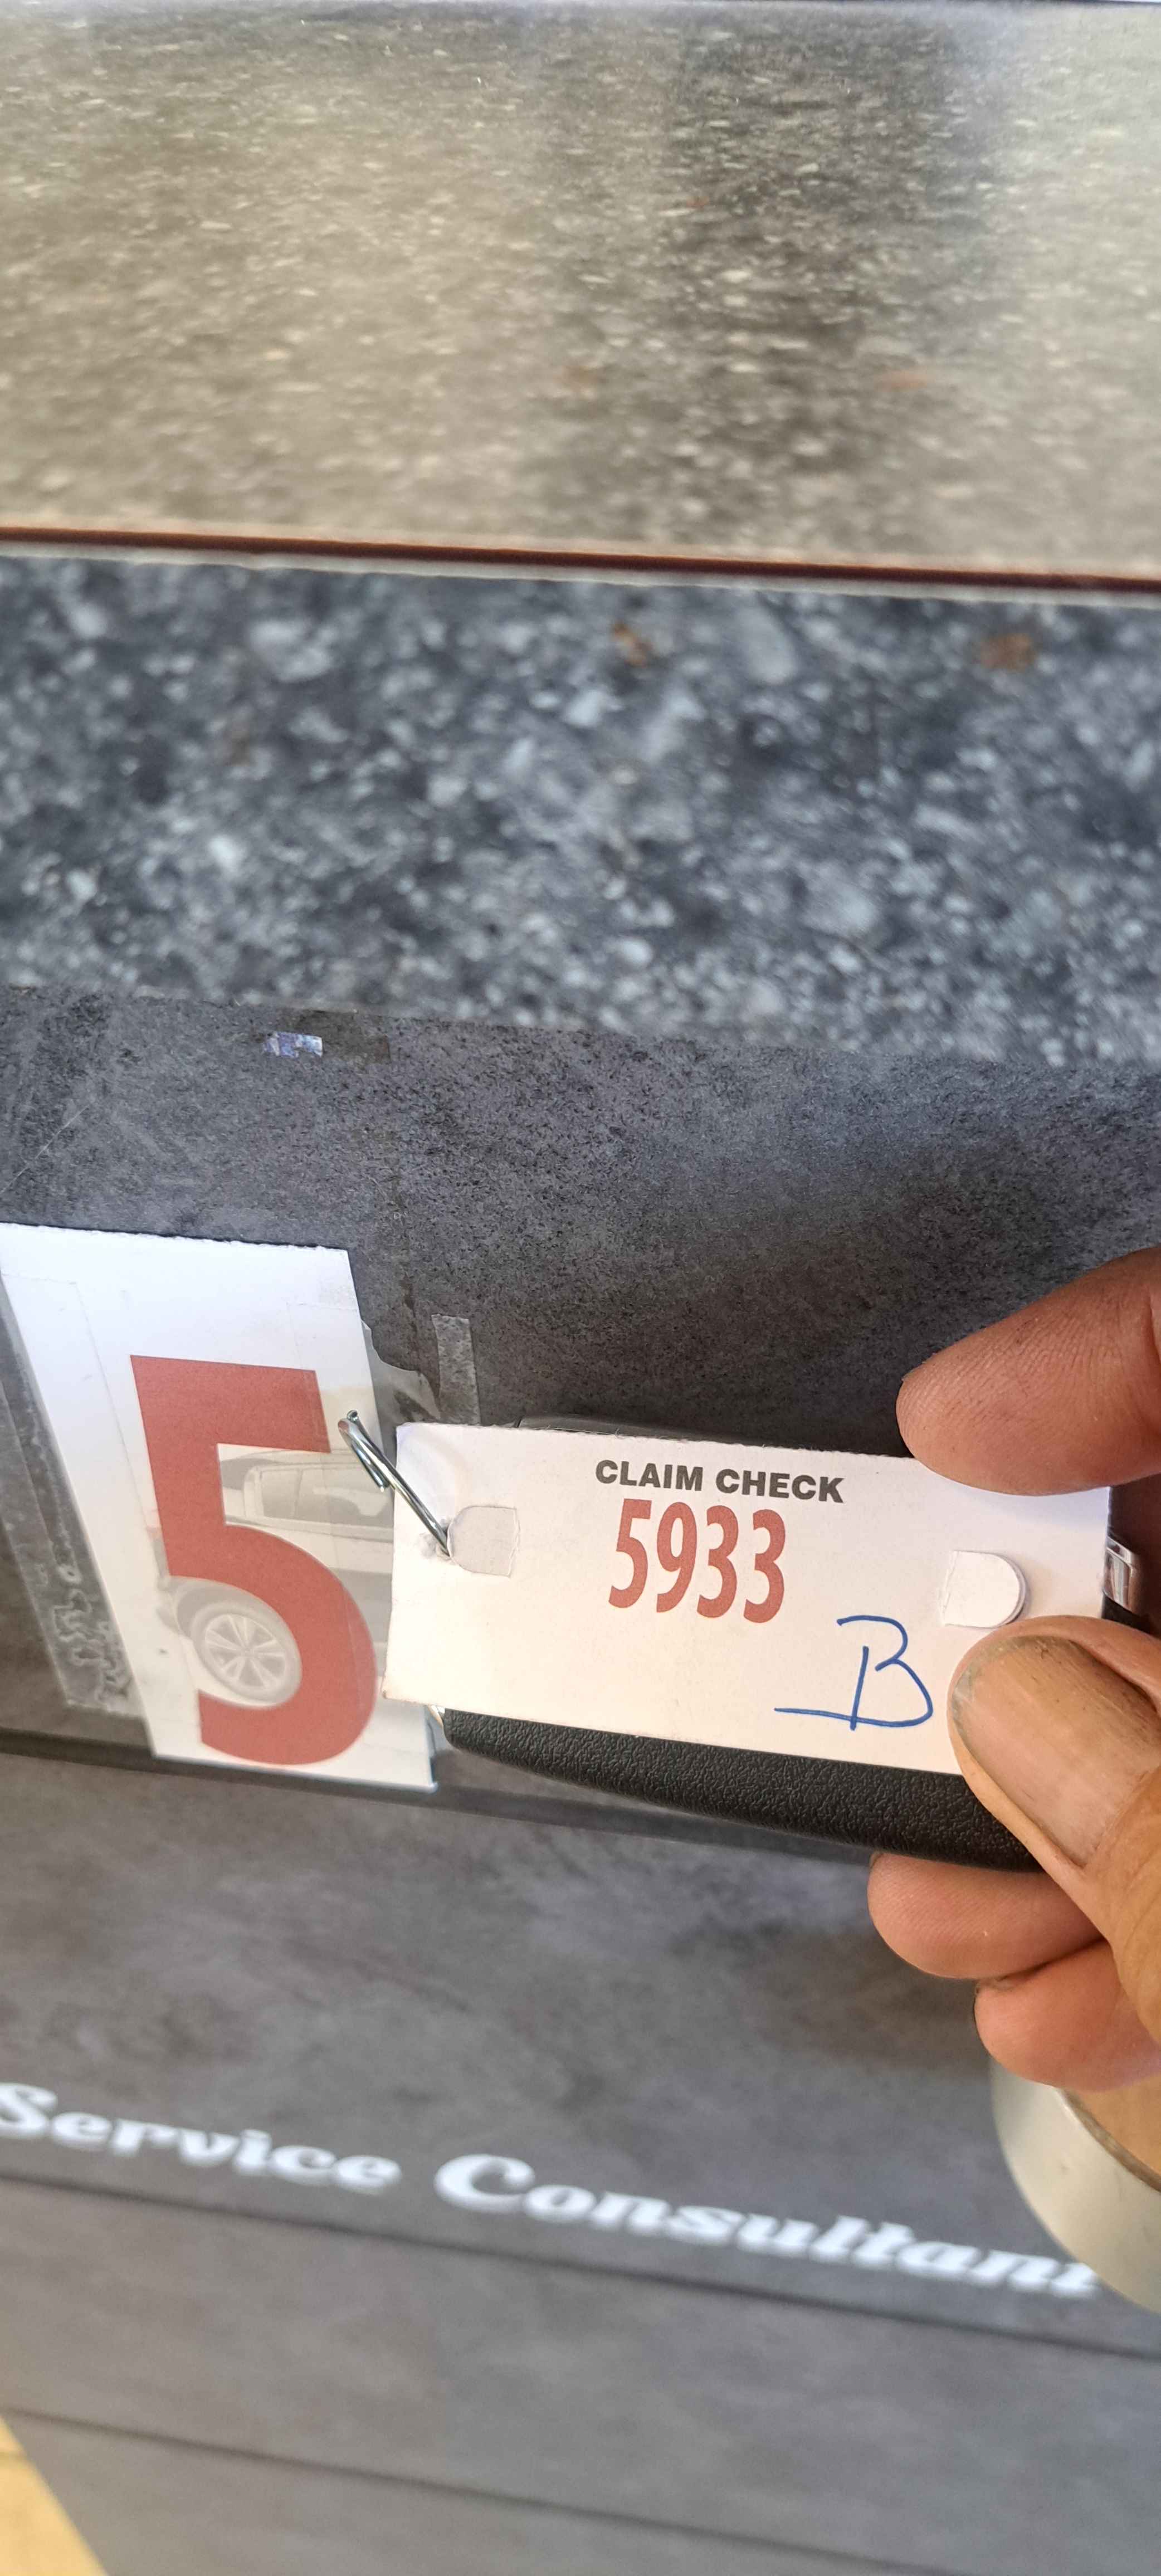 5
CLAIM CHECK
5933
B
Service Consultant